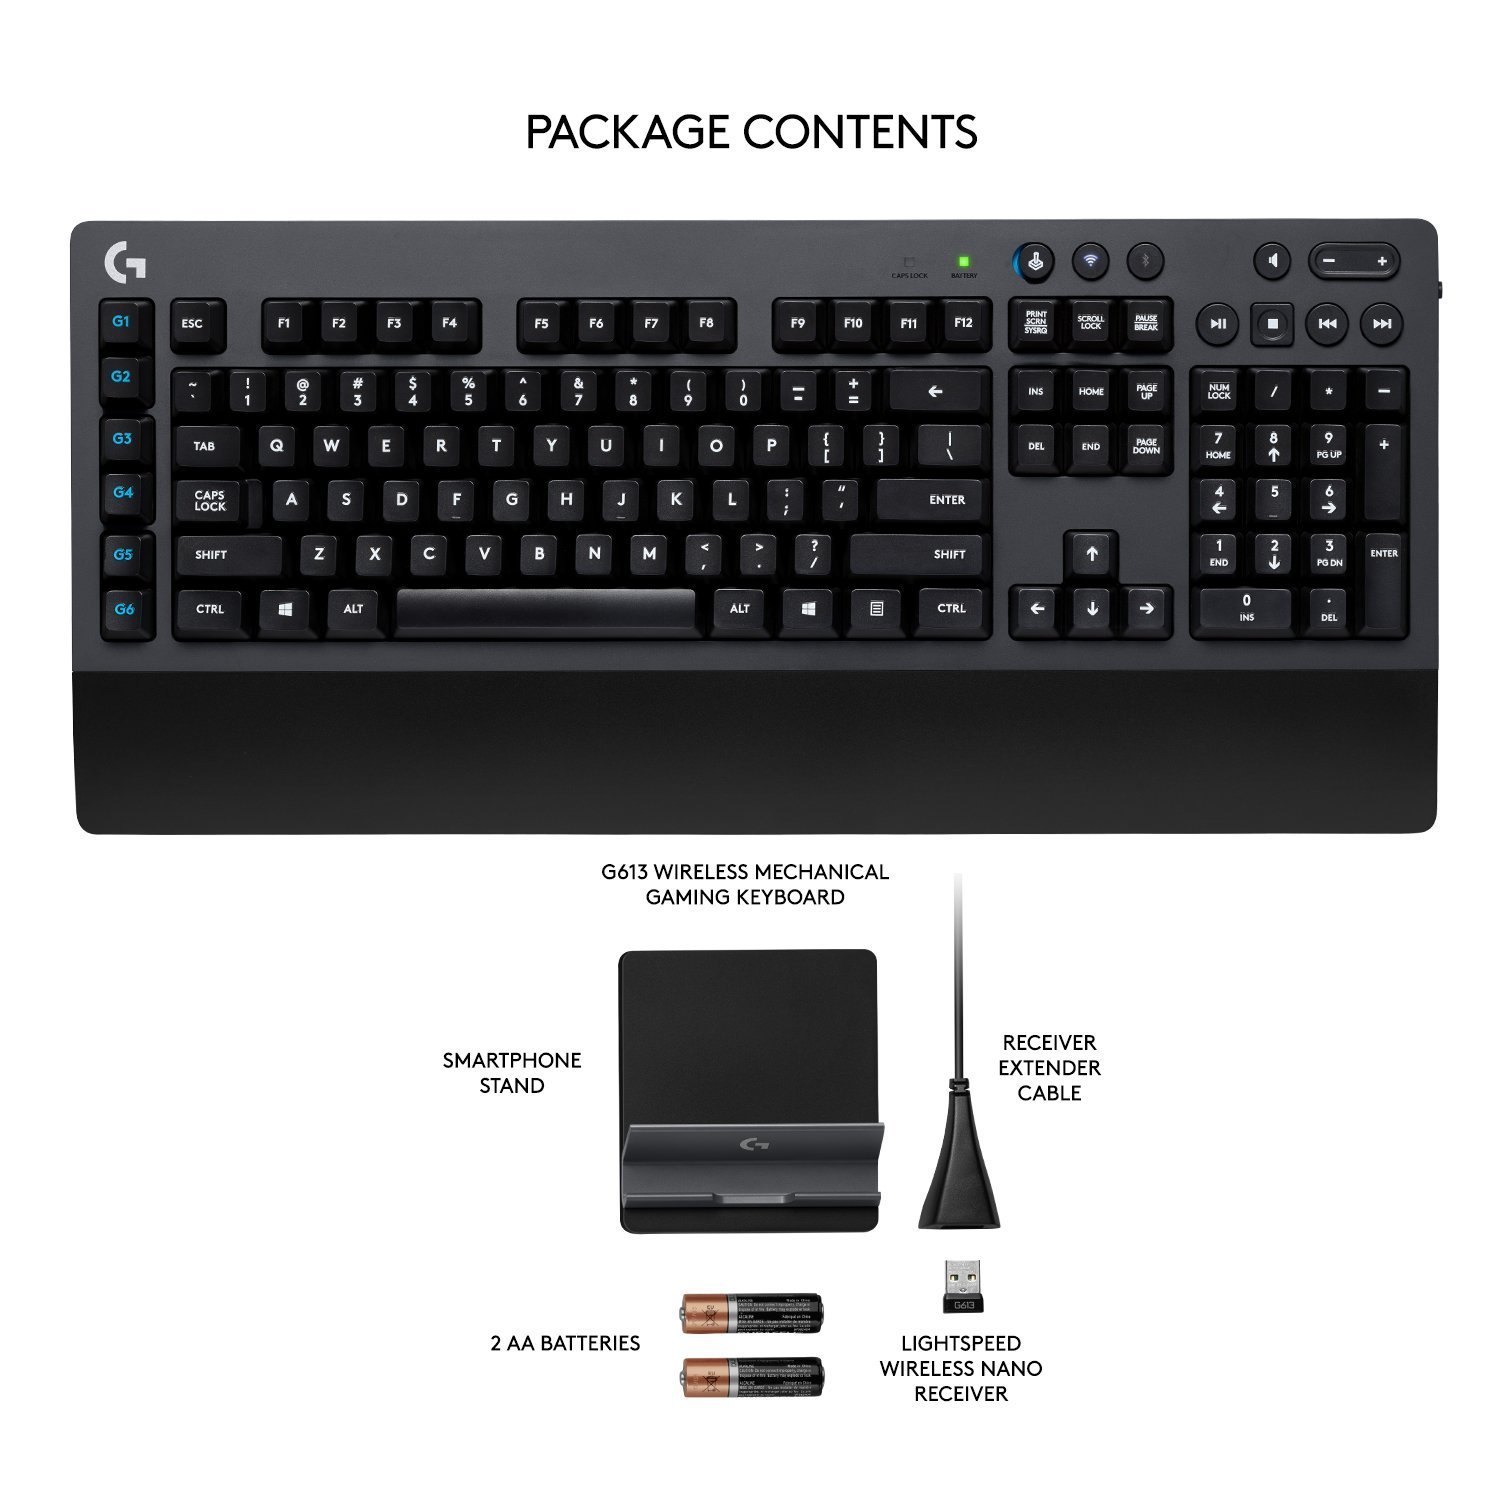 PACKAGE CONTENTS
CAPS LOCK
BATTERY
G1
ESC
F1
F2
F3
F4
F5
F6
F7
F8
F9
F10
F11
F12
PRINT
SCRN
SYSRQ
SCROLL
LOCK
PAUSE
BREAK
G2
~
`
!
1
@
2
#
3
$
4
%
5
^
6
&
7
*
8
(
9
)
0
_
-
+
=
INS
HOME
PAGE
UP
NUM
LOCK
/
*
-
G3
TAB
Q
W
E
R
T
Y
U
I
O
P
{
[
}
]
|
\
DEL
END
PAGE
DOWN
7
HOME
8
↑
9
PG UP
+
G4
CAPS
LOCK
A
S
D
F
G
H
J
K
L
:
;
"
'
ENTER
4
←
5
6
→
G5
SHIFT
Z
X
C
V
B
N
M
<
,
>
.
?
/
SHIFT
1
END
2
↓
3
PG DN
ENTER
G6
CTRL
ALT
ALT
CTRL
0
INS
.
DEL
G613 WIRELESS MECHANICAL
GAMING KEYBOARD
SMARTPHONE
STAND
RECEIVER
EXTENDER
CABLE
G613
2 AA BATTERIES
LIGHTSPEED
WIRELESS NANO
RECEIVER